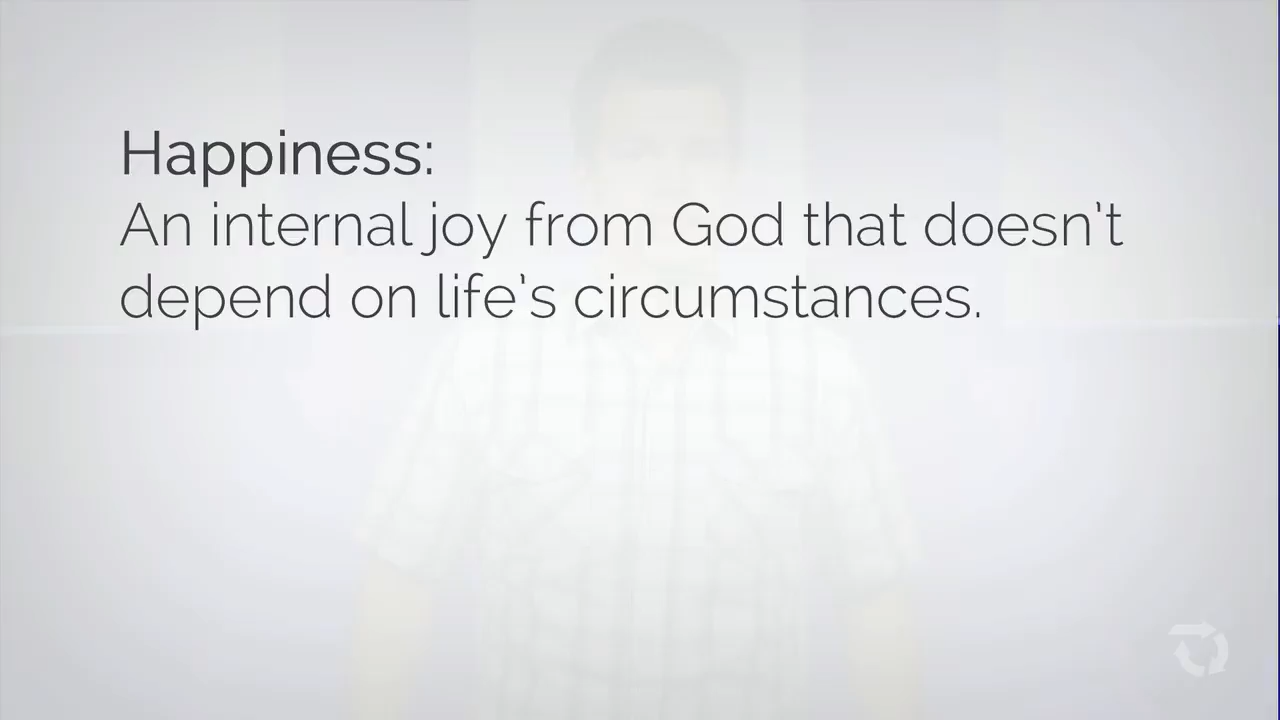 Happiness:
An internal joy from God that doesn't
depend on life's circumstances.